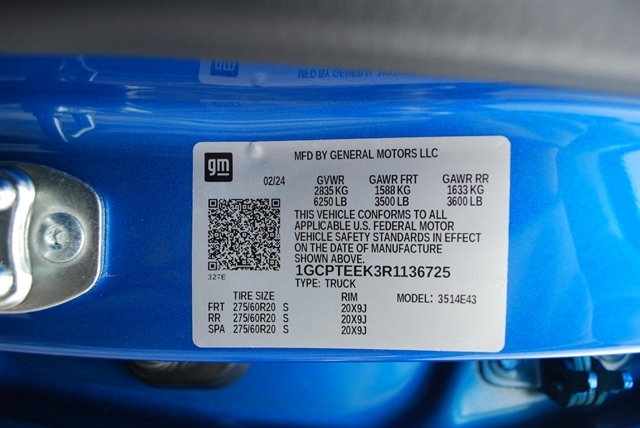 gm
MFD BY GENERAL MOTORS LLC
02/24
GVWR GAWR FRT GAWR RR
2835 KG 1588 KG 1633 KG
6250 LB 3500 LB 3600 LB
THIS VEHICLE CONFORMS TO ALL
APPLICABLE U.S. FEDERAL MOTOR
VEHICLE SAFETY STANDARDS IN EFFECT
ON THE DATE OF MANUFACTURE
SHOWN ABOVE.
327E
1GCPTEEK3R1136725
TYPE: TRUCK
TIRE SIZE RIM MODEL: 3514E43
FRT 275/60R20 S 20X9J
RR 275/60R20 S 20X9J
SPA 275/60R20 S 20X9J